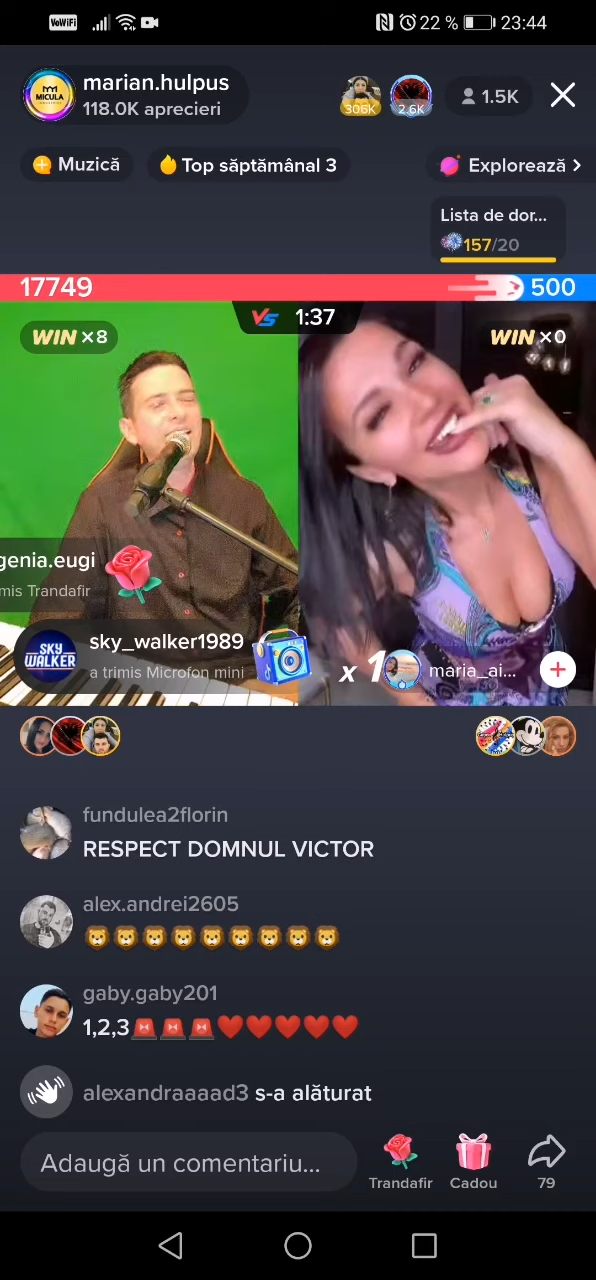 VoWiFi
22 %
23:44
MICULA
marian.hulpus
118.0K aprecieri
306K
2.6K
1.5K
Muzică
Top săptămânal 3
Explorează >
Lista de dor...
157/20
17749
500
VS 1:37
WIN ×8
WIN ×0
genia.eugi
mis Trandafir
SKY WALKER
sky_walker1989
a trimis Microfon mini
x 1
maria_ai...
fundulea2florin
RESPECT DOMNUL VICTOR
alex.andrei2605
🦁🦁🦁🦁🦁🦁🦁🦁🦁
gaby.gaby201
1,2,3🚨🚨🚨❤️❤️❤️❤️❤️
alexandraaaad3 s-a alăturat
Adaugă un comentariu...
Trandafir
Cadou
79